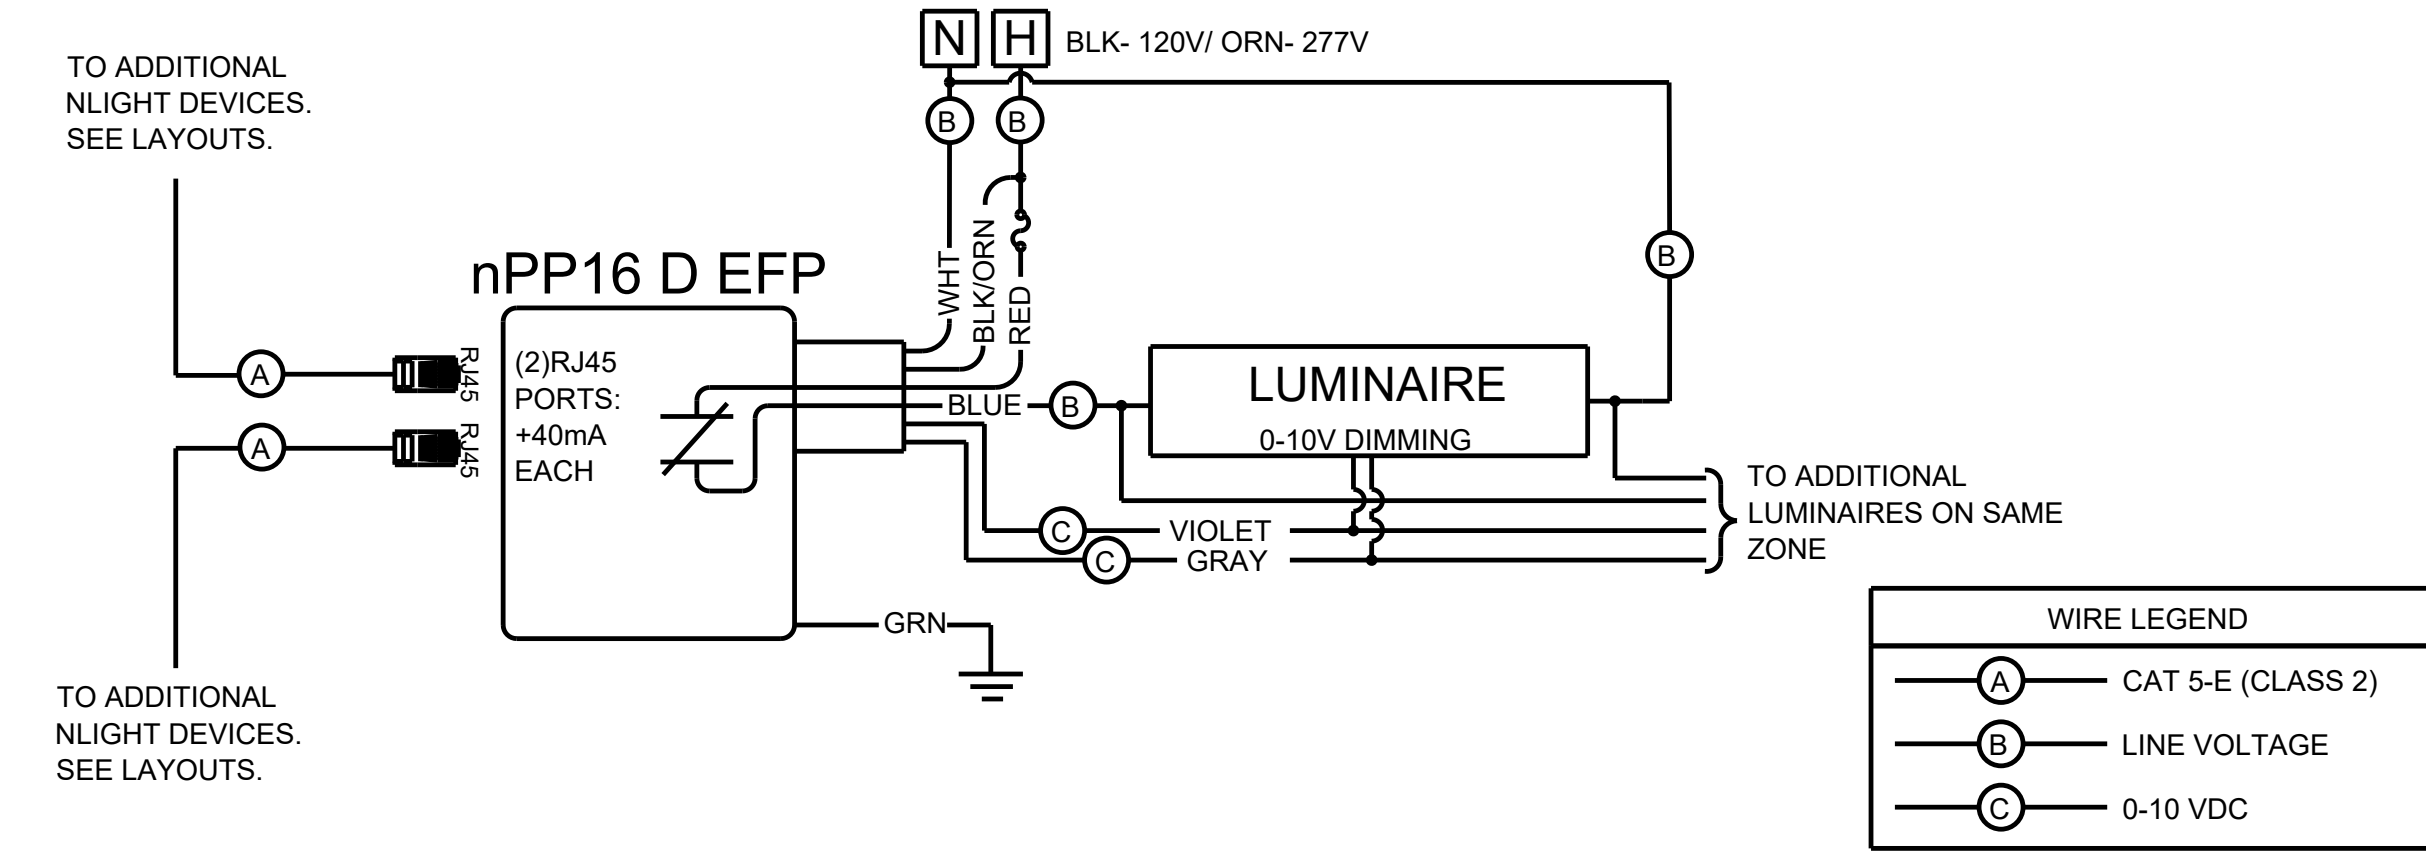 N H BLK- 120V/ ORN- 277V
TO ADDITIONAL
NLIGHT DEVICES.
SEE LAYOUTS.
B
B
B
nPP16 D EFP
WHT
BLK/ORN
RED
A
RJ45
A
RJ45
(2)RJ45
PORTS:
+40mA
EACH
BLUE
B
LUMINAIRE
0-10V DIMMING
C
VIOLET
C
GRAY
TO ADDITIONAL
LUMINAIRES ON SAME
ZONE
GRN
TO ADDITIONAL
NLIGHT DEVICES.
SEE LAYOUTS.
WIRE LEGEND
A CAT 5-E (CLASS 2)
B LINE VOLTAGE
C 0-10 VDC